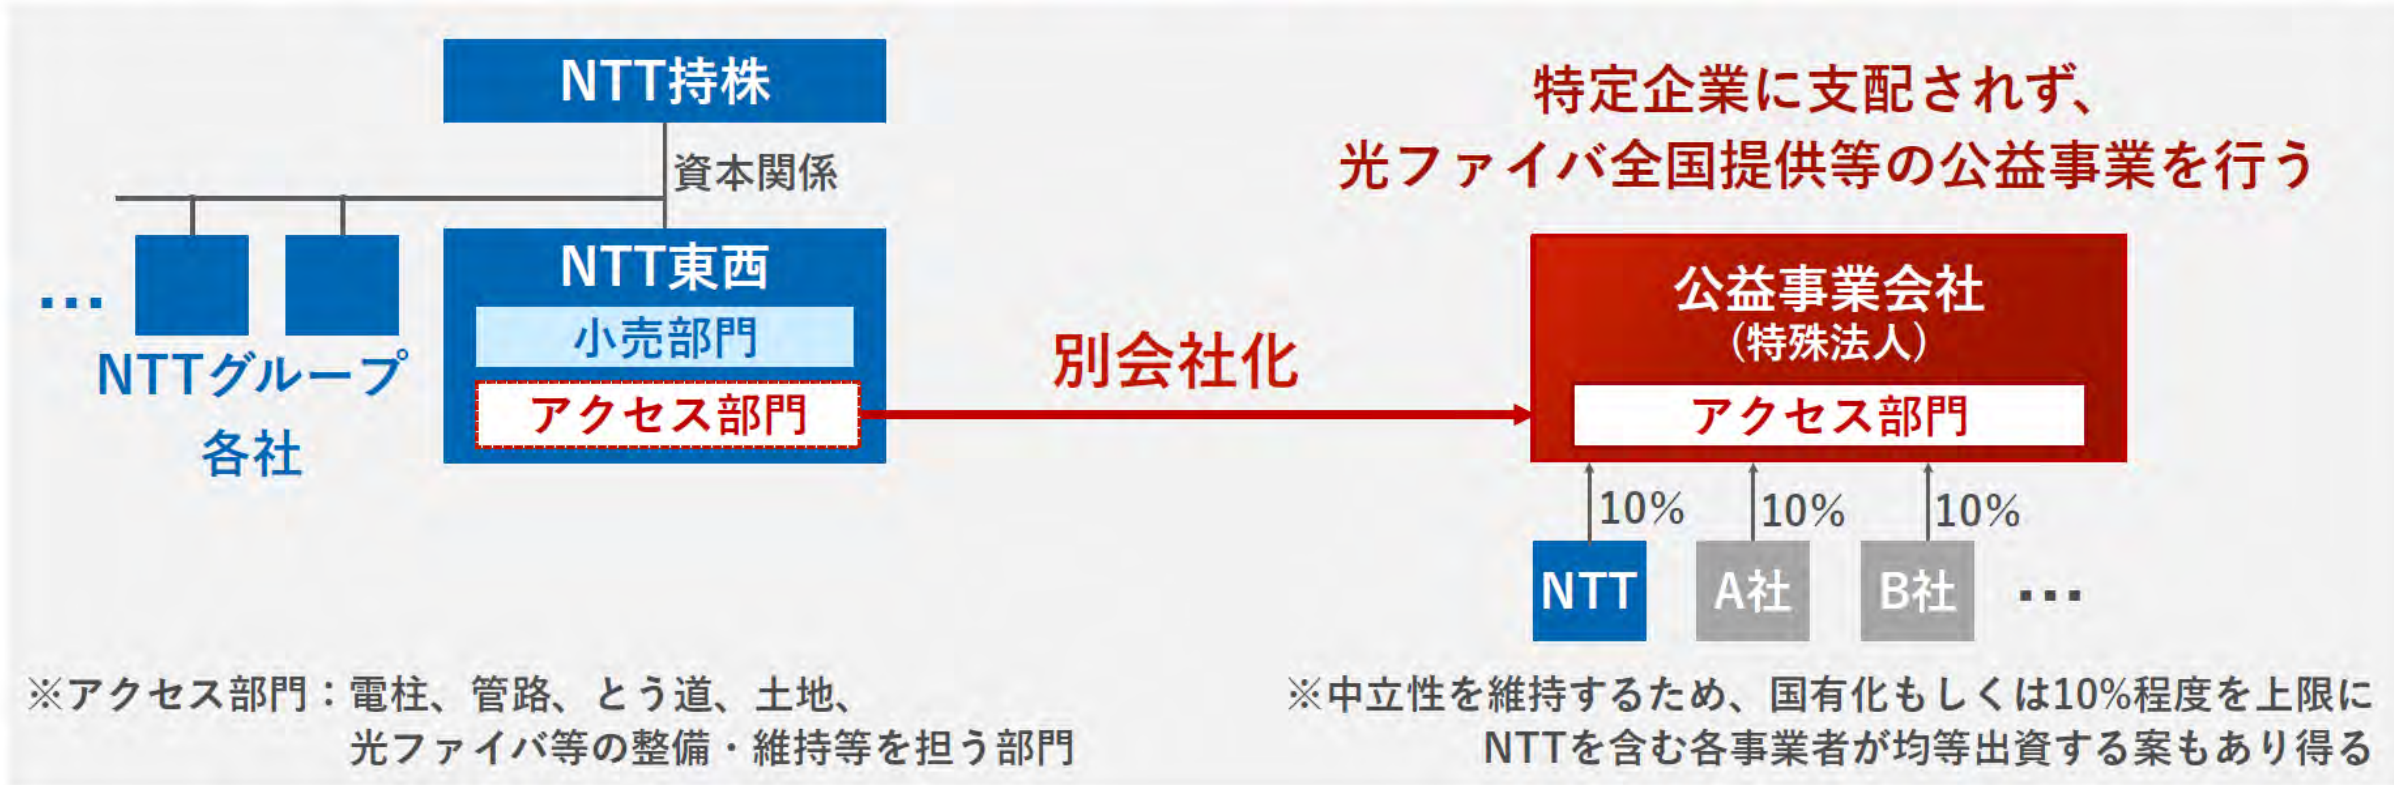 NTT持株
資本関係
…
NTTグループ
各社
NTT東西
小売部門
アクセス部門
別会社化
特定企業に支配されず、
光ファイバ全国提供等の公益事業を行う
公益事業会社
(特殊法人)
アクセス部門
10%
10%
10%
NTT
A社
B社
…
※アクセス部門：電柱、管路、とう道、土地、
光ファイバ等の整備・維持等を担う部門
※中立性を維持するため、国有化もしくは10%程度を上限に
NTTを含む各事業者が均等出資する案もあり得る